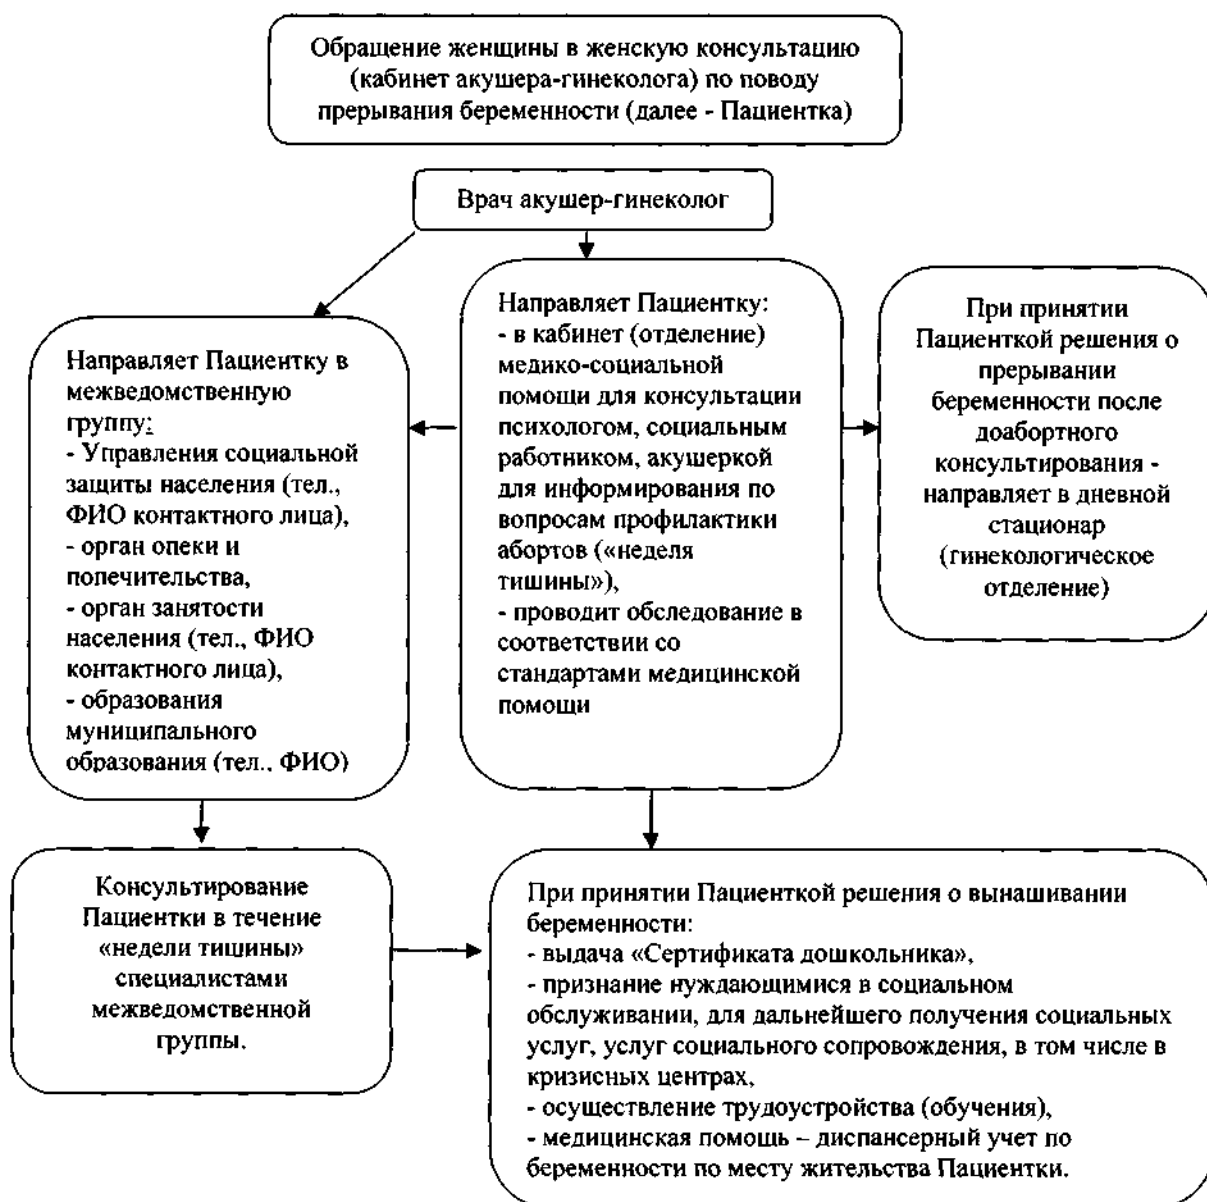 Обращение женщины в женскую консультацию
(кабинет акушера-гинеколога) по поводу
прерывания беременности (далее - Пациентка)
Врач акушер-гинеколог
Направляет Пациентку в
межведомственную
группу:
- Управления социальной
защиты населения (тел.,
ФИО контактного лица),
- орган опеки и
попечительства,
- орган занятости
населения (тел., ФИО
контактного лица),
- образования
муниципального
образования (тел., ФИО)
Направляет Пациентку:
- в кабинет (отделение)
медико-социальной
помощи для консультации
психологом, социальным
работником, акушеркой
для информирования по
вопросам профилактики
абортов («неделя
тишины»),
- проводит обследование в
соответствии со
стандартами медицинской
помощи
При принятии
Пациенткой решения о
прерывании
беременности после
доабортного
консультирования -
направляет в дневной
стационар
(гинекологическое
отделение)
Консультирование
Пациентки в течение
«недели тишины»
специалистами
межведомственной
группы.
При принятии Пациенткой решения о вынашивании
беременности:
- выдача «Сертификата дошкольника»,
- признание нуждающимися в социальном
обслуживании, для дальнейшего получения социальных
услуг, услуг социального сопровождения, в том числе в
кризисных центрах,
- осуществление трудоустройства (обучения),
- медицинская помощь – диспансерный учет по
беременности по месту жительства Пациентки.